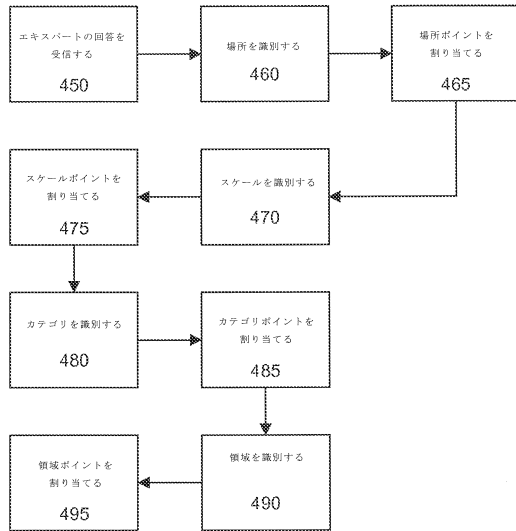 エキスパートの回答を
受信する
450
場所を識別する
460
場所ポイントを
割り当てる
465
スケールポイントを
割り当てる
475
スケールを識別する
470
カテゴリを識別する
480
カテゴリポイントを
割り当てる
485
領域ポイントを
割り当てる
495
領域を識別する
490